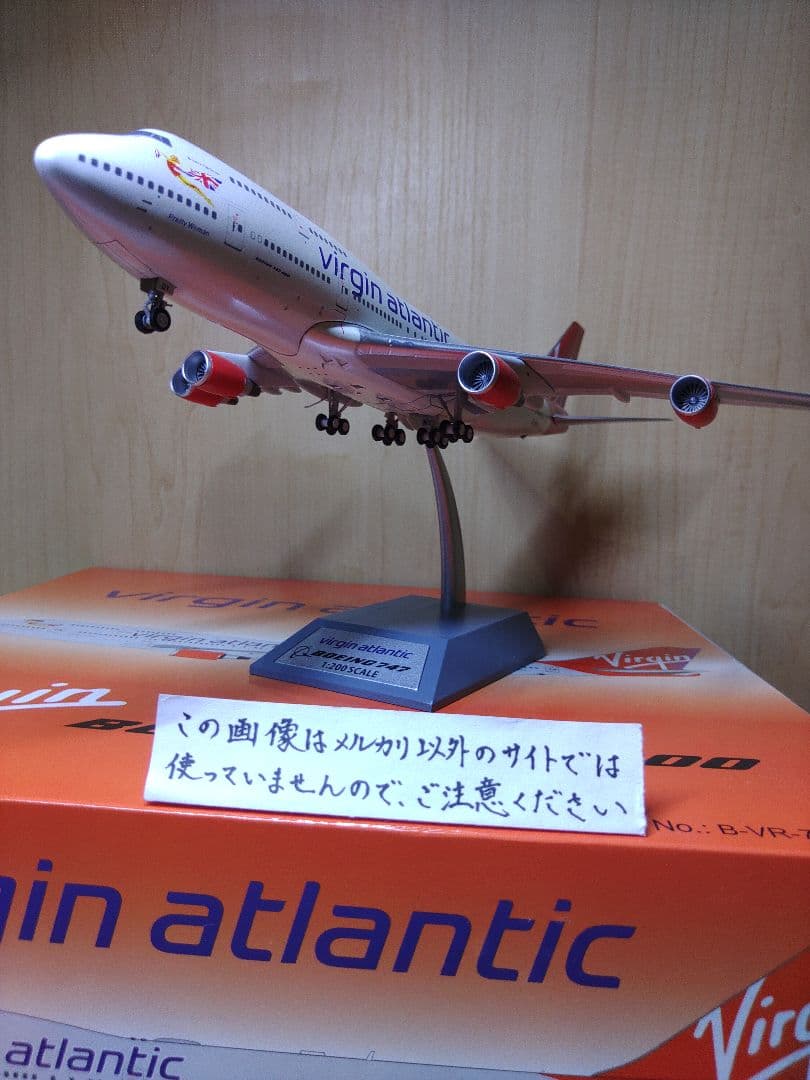 Pretty Woman
virgin atlantic
virgin atlantic
virgin atlantic
Virgin
virgin atlantic
BOEING 747
1:200 SCALE
この画像はメルカリ以外のサイトでは
使っていませんので、ご注意ください
No.: B-VR-7
gin atlantic
atlantic